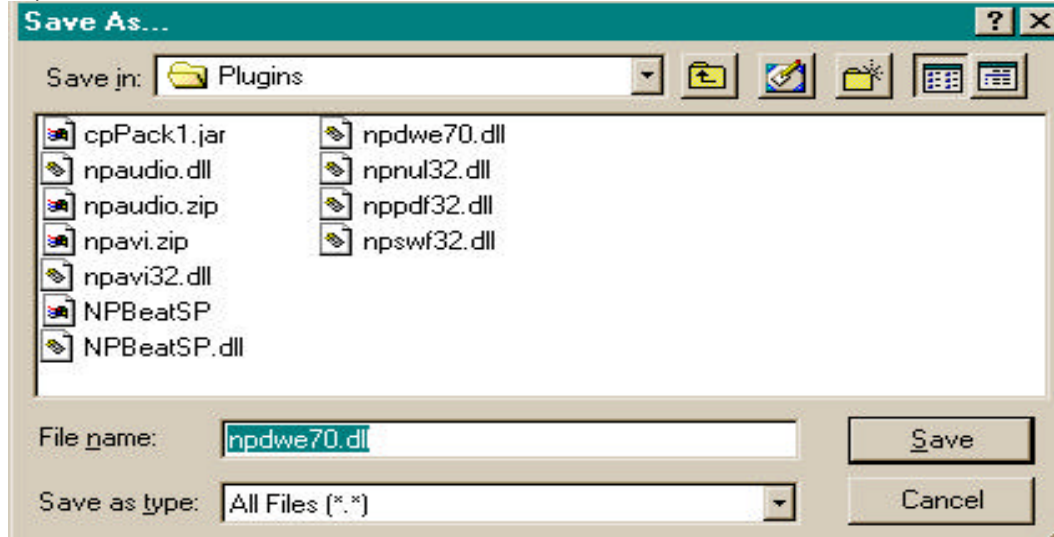 Save As...
Save in: Plugins
cpPack1.jar
npaudio.dll
npaudio.zip
npavi.zip
npavi32.dll
NPBeatSP
NPBeatSP.dll
npdwe70.dll
npnul32.dll
nppdf32.dll
npswf32.dll
File name: npdwe70.dll Save
Save as type: All Files (*.*) Cancel